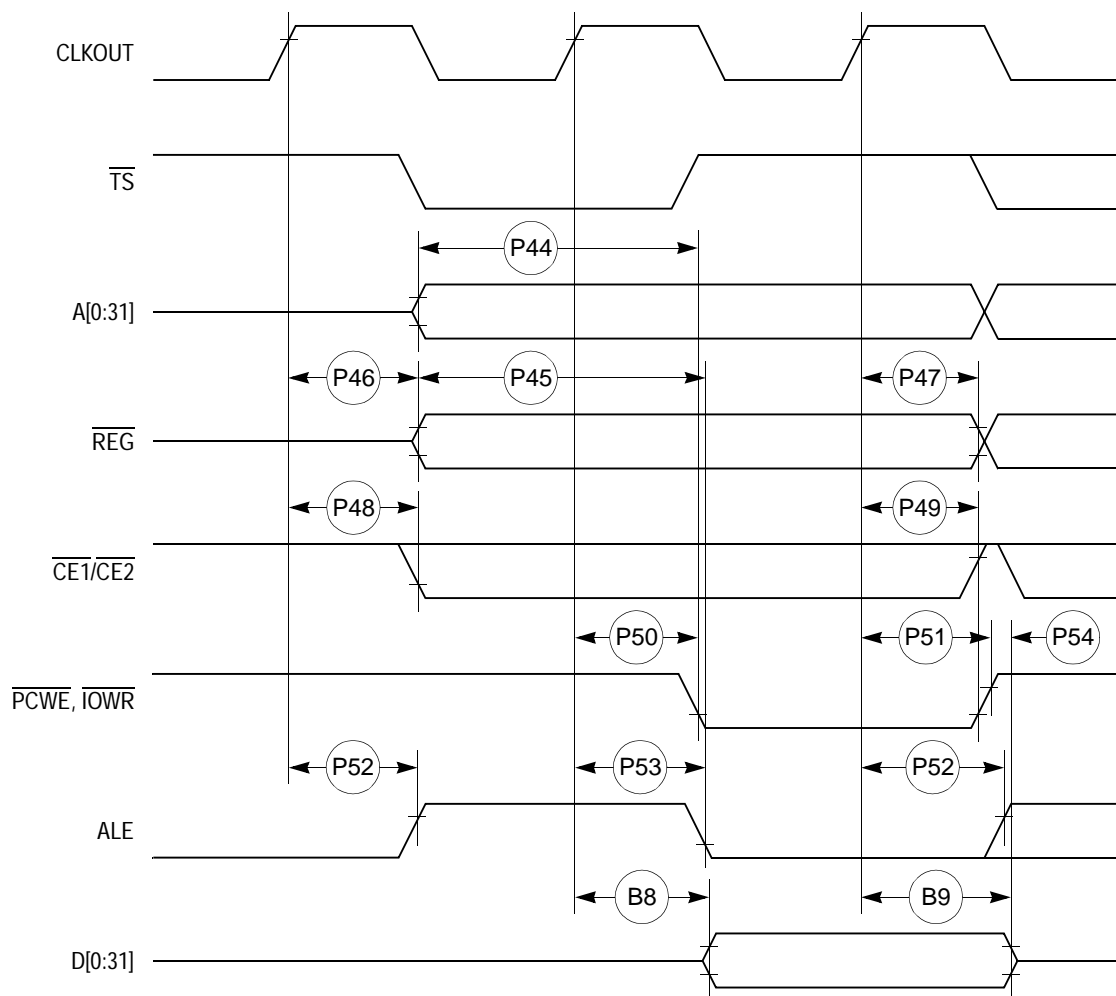 CLKOUT
TS
P44
A[0:31]
P46 P45 P47
REG
P48 P49
CE1/CE2
P50 P51 P54
PCWE, IOWR
P52 P53 P52
ALE
B8 B9
D[0:31]